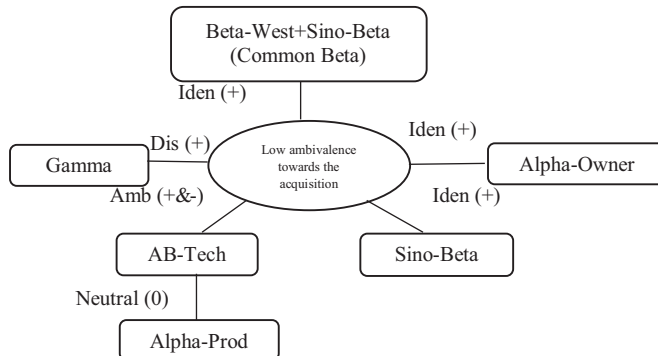 Beta-West+Sino-Beta
(Common Beta)
Iden (+)
Dis (+)
Iden (+)
Gamma
Low ambivalence
towards the
acquisition
Alpha-Owner
Amb (+&-)
Iden (+)
AB-Tech
Sino-Beta
Neutral (0)
Alpha-Prod